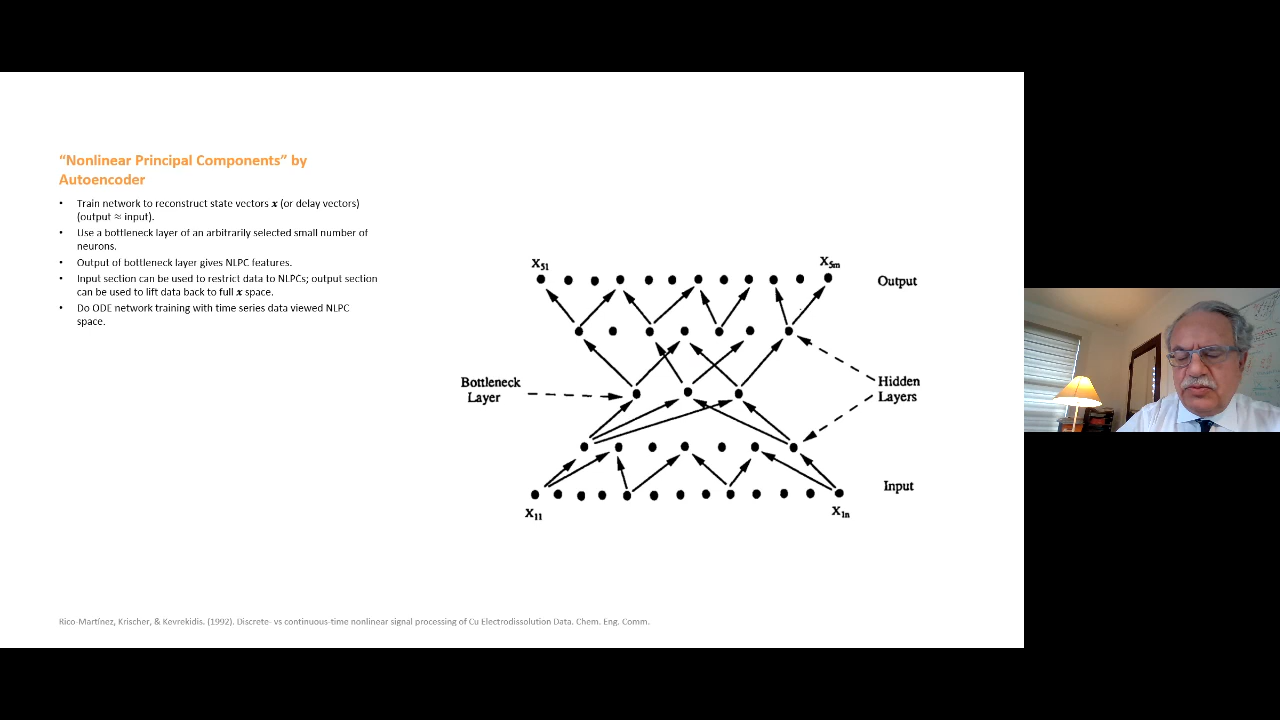 “Nonlinear Principal Components” by
Autoencoder
• Train network to reconstruct state vectors x (or delay vectors)
(output ≈ input).
• Use a bottleneck layer of an arbitrarily selected small number of
neurons.
• Output of bottleneck layer gives NLPC features.
• Input section can be used to restrict data to NLPCs; output section
can be used to lift data back to full x space.
• Do ODE network training with time series data viewed NLPC
space.
X51
X5m
Output
Bottleneck
Layer
Hidden
Layers
Input
X11
X1n
Rico-Martínez, Krischer, & Kevrekidis. (1992). Discrete- vs continuous-time nonlinear signal processing of Cu Electrodissolution Data. Chem. Eng. Comm.